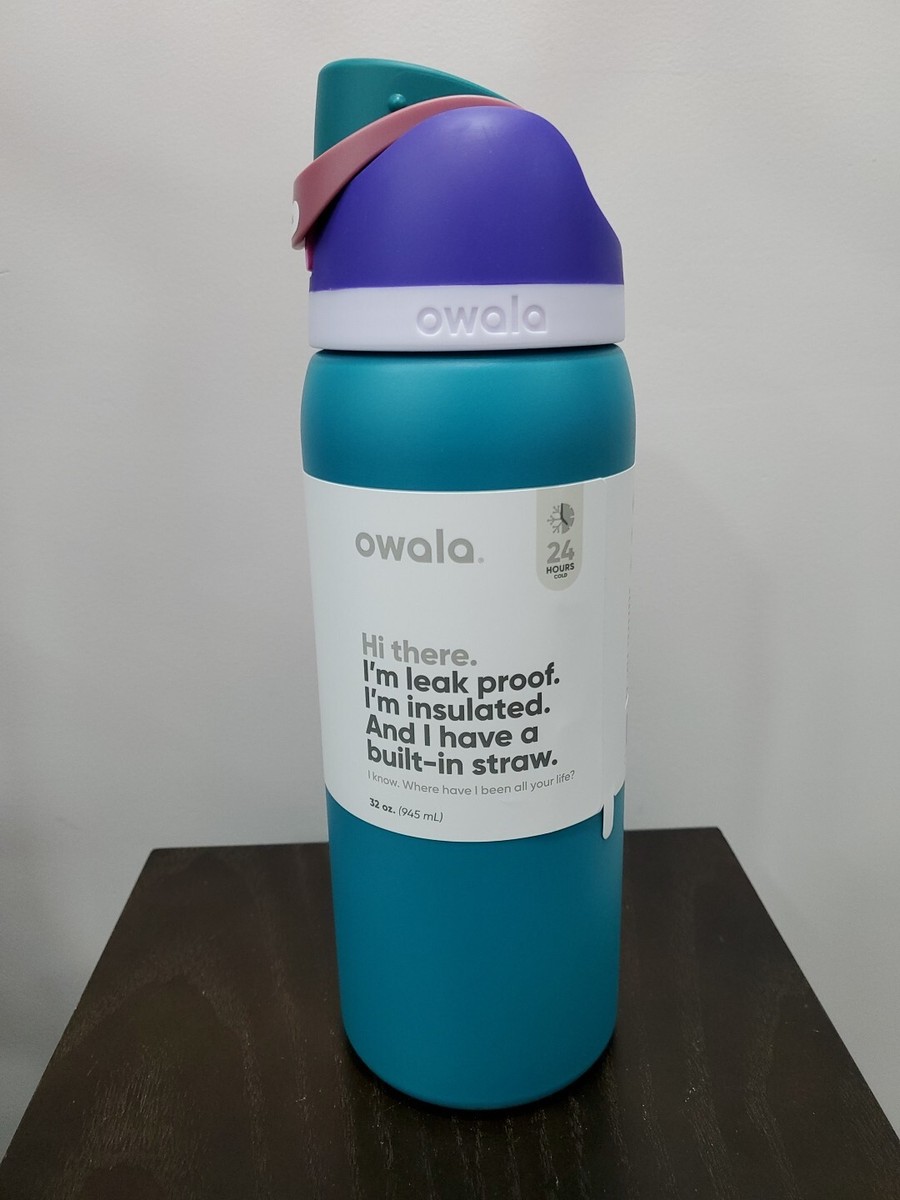 owala
owala®
24
HOURS
COLD
Hi there.
I'm leak proof.
I'm insulated.
And I have a
built-in straw.
I know. Where have I been all your life?
32 oz. (945 mL)